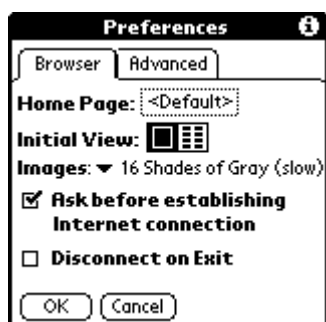 Preferences
Browser Advanced
Home Page: <Default>
Initial View:
Images: 16 Shades of Gray (slow)
Ask before establishing
Internet connection
Disconnect on Exit
OK Cancel